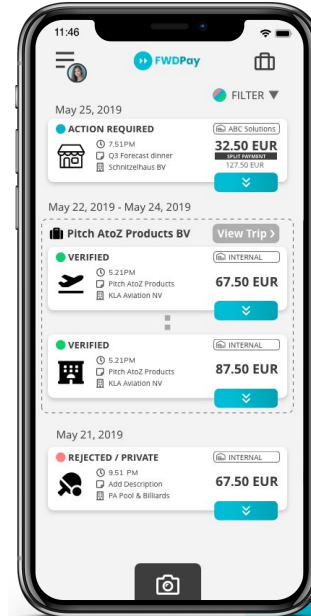 11:46
FWDPay
FILTER ▼
May 25, 2019
ACTION REQUIRED
ABC Solutions
7.51PM
32.50 EUR
Q3 Forecast dinner
SPLIT PAYMENT
Schnitzelhaus BV
127.50 EUR
May 22, 2019 - May 24, 2019
Pitch AtoZ Products BV
View Trip >
VERIFIED
INTERNAL
5.21PM
Pitch AtoZ Products
67.50 EUR
KLA Aviation NV
VERIFIED
INTERNAL
5.21PM
Pitch AtoZ Products
87.50 EUR
KLA Aviation NV
May 21, 2019
REJECTED / PRIVATE
INTERNAL
9.51 PM
Add Description
67.50 EUR
PA Pool & Billiards